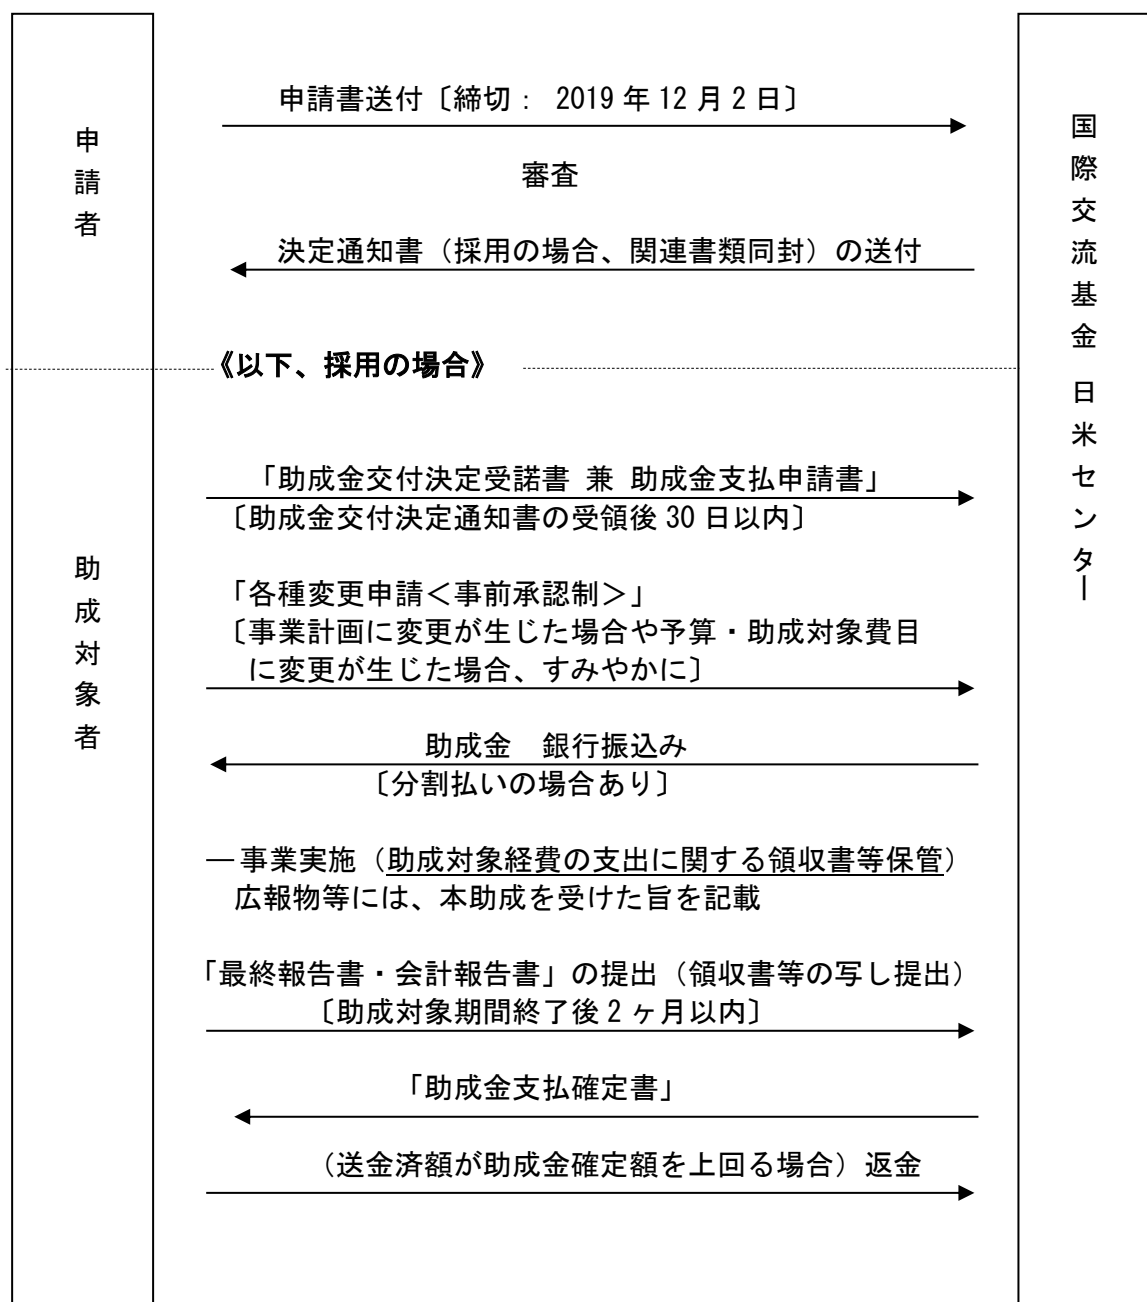 申請者
申請書送付〔締切： 2019年12月2日〕
審査
決定通知書（採用の場合、関連書類同封）の送付
国際交流基金 日米センター
《以下、採用の場合》
助成対象者
「助成金交付決定受諾書 兼 助成金支払申請書」
〔助成金交付決定通知書の受領後30日以内〕
「各種変更申請＜事前承認制＞」
〔事業計画に変更が生じた場合や予算・助成対象費目
に変更が生じた場合、すみやかに〕
助成金　銀行振込み
〔分割払いの場合あり〕
―事業実施（助成対象経費の支出に関する領収書等保管）
広報物等には、本助成を受けた旨を記載
「最終報告書・会計報告書」の提出（領収書等の写し提出）
〔助成対象期間終了後2ヶ月以内〕
「助成金支払確定書」
（送金済額が助成金確定額を上回る場合）返金